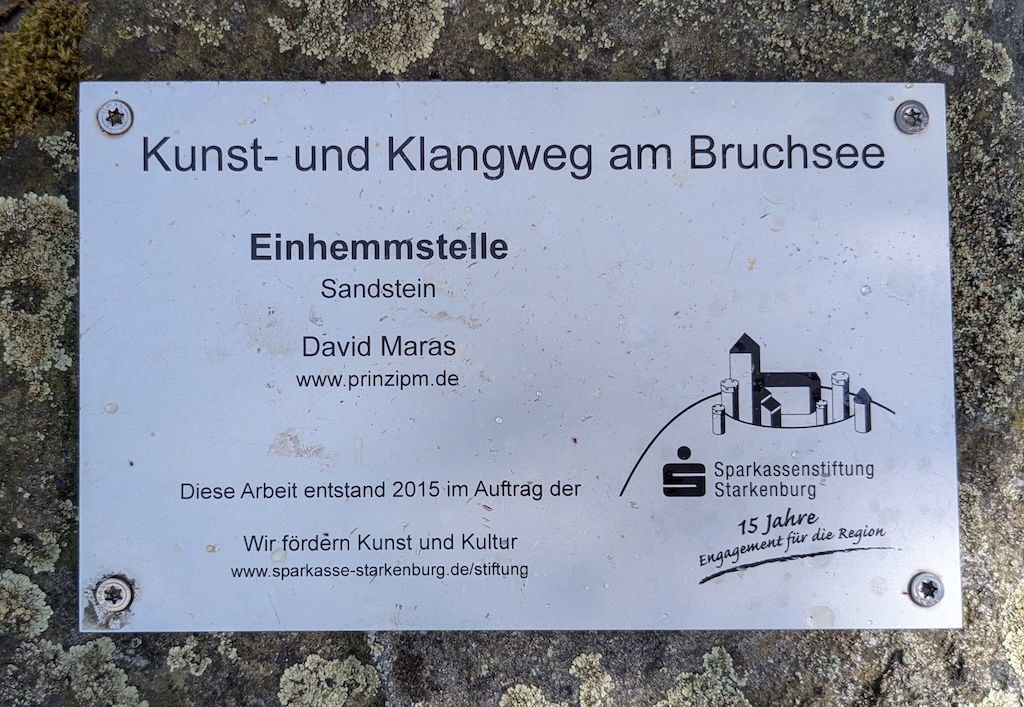 Kunst- und Klangweg am Bruchsee
Einhemmstelle
Sandstein
David Maras
www.prinzipm.de
Diese Arbeit entstand 2015 im Auftrag der
Sparkassenstiftung
Starkenburg
15 Jahre
Engagement für die Region
Wir fördern Kunst und Kultur
www.sparkasse-starkenburg.de/stiftung